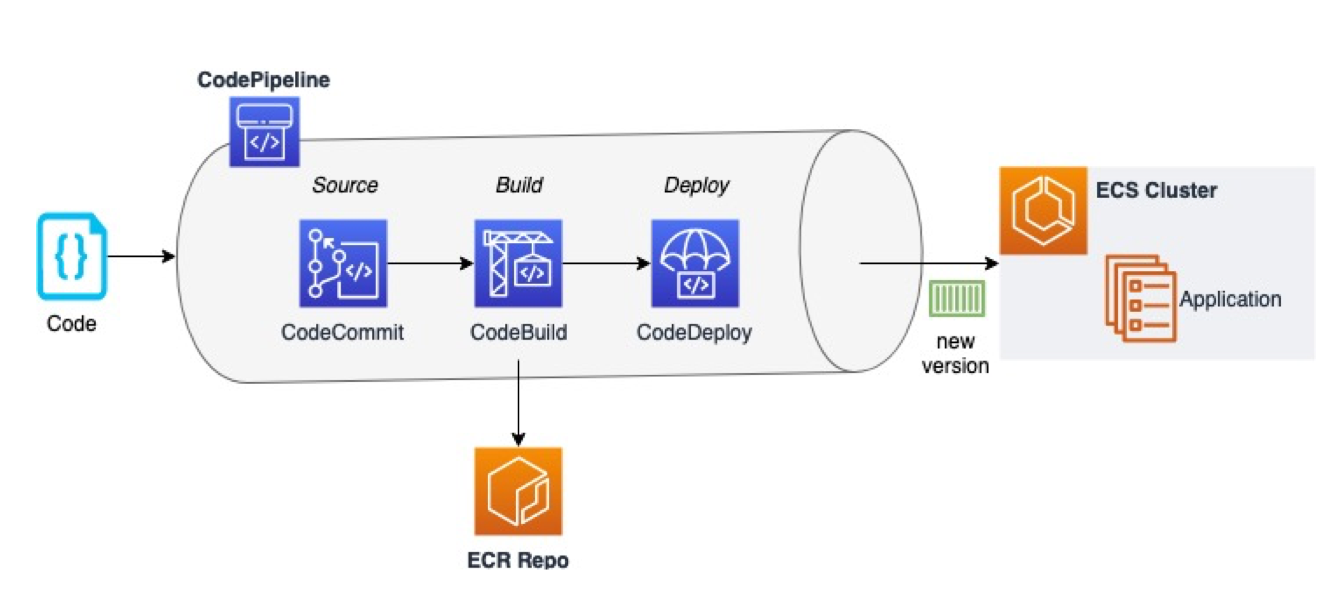 CodePipeline
Source
Build
Deploy
ECS Cluster
Code
CodeCommit
CodeBuild
CodeDeploy
Application
new
version
ECR Repo